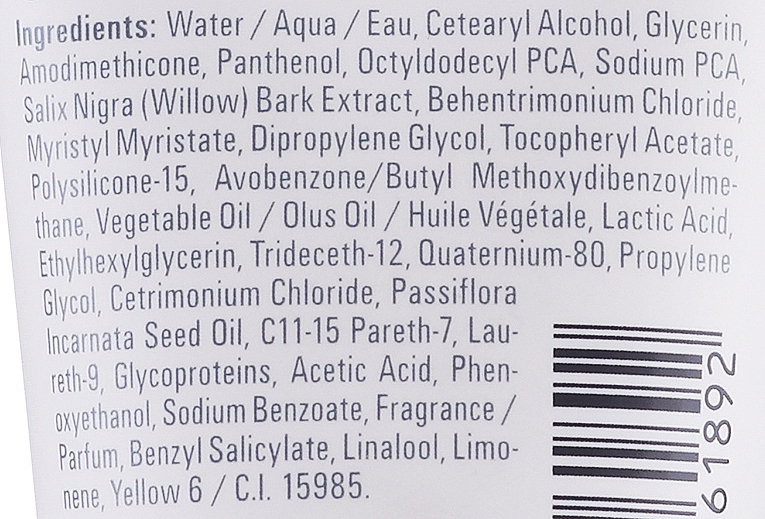 Ingredients: Water / Aqua / Eau, Cetearyl Alcohol, Glycerin,
Amodimethicone, Panthenol, Octyldodecyl PCA, Sodium PCA,
Salix Nigra (Willow) Bark Extract, Behentrimonium Chloride,
Myristyl Myristate, Dipropylene Glycol, Tocopheryl Acetate,
Polysilicone-15, Avobenzone/Butyl Methoxydibenzoylme-
thane, Vegetable Oil / Olus Oil / Huile Végétale, Lactic Acid,
Ethylhexylglycerin, Trideceth-12, Quaternium-80, Propylene
Glycol, Cetrimonium Chloride, Passiflora
Incarnata Seed Oil, C11-15 Pareth-7, Lau-
reth-9, Glycoproteins, Acetic Acid, Phen-
oxyethanol, Sodium Benzoate, Fragrance /
Parfum, Benzyl Salicylate, Linalool, Limo-
nene, Yellow 6 / C.I. 15985.
61892